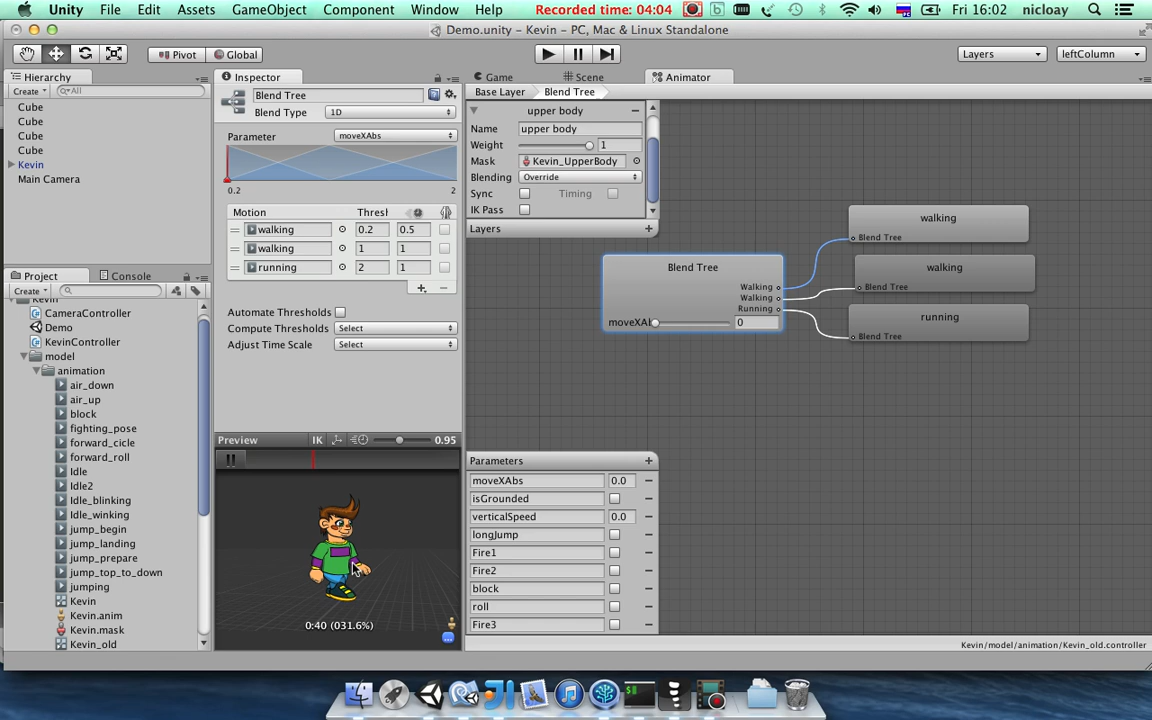 Unity File Edit Assets GameObject Component Window Help Recorded time: 04:04 Fri 16:02 nicloay
Demo.unity - Kevin - PC, Mac & Linux Standalone
Pivot Global Layers leftColumn
Hierarchy
Create All
Cube
Cube
Cube
Cube
Kevin
Main Camera
Project Console
Create
Kevin
CameraController
Demo
KevinController
model
animation
air_down
air_up
block
fighting_pose
forward_cicle
forward_roll
Idle
Idle2
Idle_blinking
Idle_winking
jump_begin
jump_landing
jump_prepare
jump_top_to_down
jumping
Kevin
Kevin.anim
Kevin.mask
Kevin_old
Inspector
Blend Tree
Blend Type 1D
Parameter moveXAbs
0.2 2
Motion Thresl
walking 0.2 0.5
walking 1 1
running 2 1
Automate Thresholds
Compute Thresholds Select
Adjust Time Scale Select
Preview IK 0.95
0:40 (031.6%)
Game Scene Animator
Base Layer Blend Tree
upper body
Name upper body
Weight 1
Mask Kevin_UpperBody
Blending Override
Sync Timing
IK Pass
Layers
Blend Tree
Walking
Walking
Running
moveXAl 0
walking
Blend Tree
walking
Blend Tree
running
Blend Tree
Parameters
moveXAbs 0.0
isGrounded
verticalSpeed 0.0
longJump
Fire1
Fire2
block
roll
Fire3
Kevin/model/animation/Kevin_old.controller